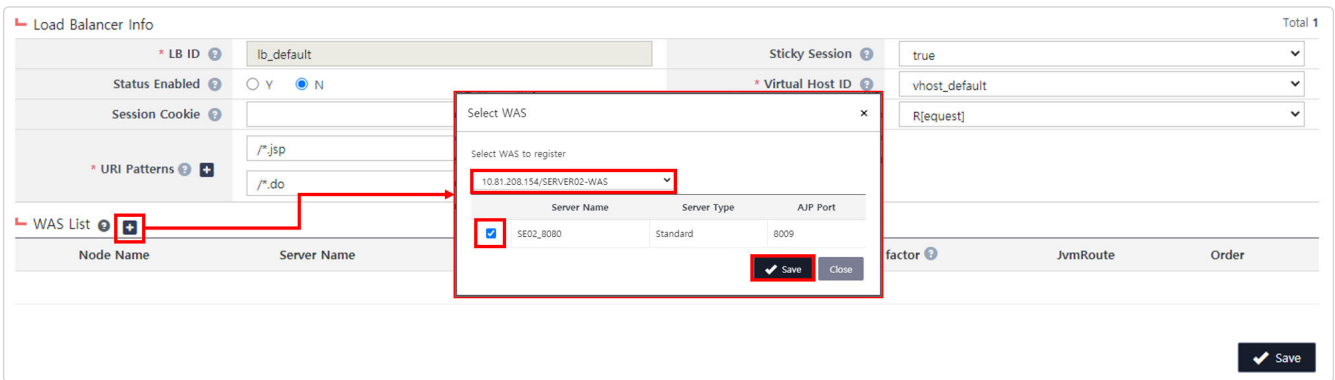 Load Balancer Info Total 1
* LB ID ? lb_default Sticky Session ? true
Status Enabled ? Y N * Virtual Host ID ? vhost_default
Session Cookie ? R[equest]
* URI Patterns ? + /*.jsp
/*.do
WAS List ? +
Node Name Server Name factor ? JvmRoute Order
Save
Select WAS ×
Select WAS to register
10.81.208.154/SERVER02-WAS
Server Name Server Type AJP Port
SE02_8080 Standard 8009
Save Close